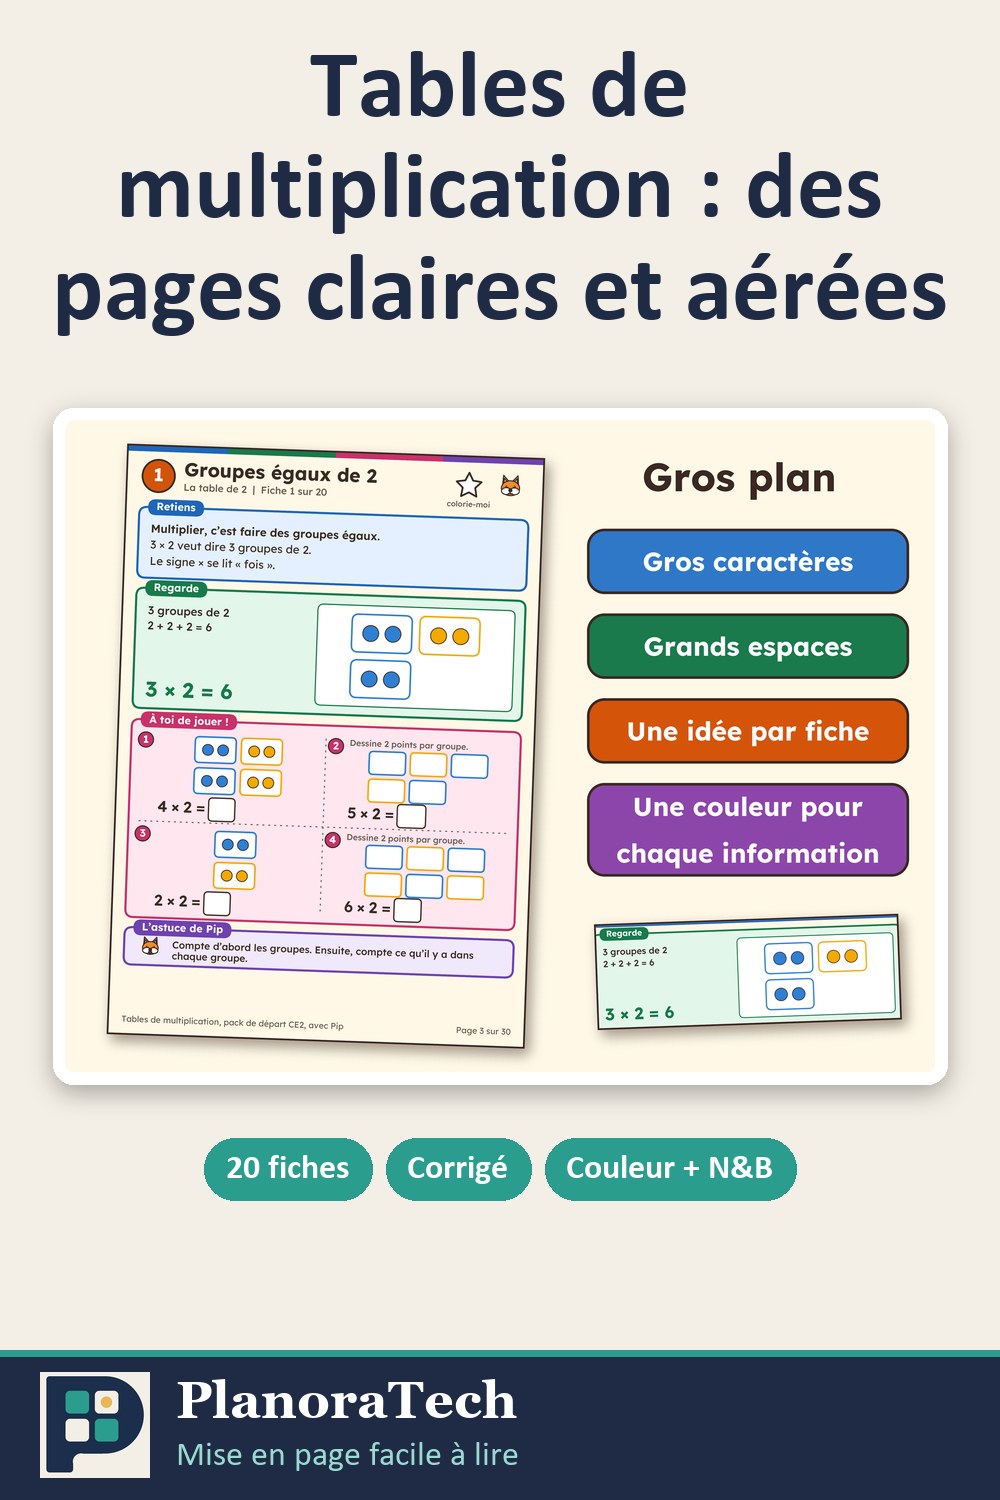 Tables de
multiplication : des
pages claires et aérées
1
Groupes égaux de 2
La table de 2 | Fiche 1 sur 20
colorie-moi
Retiens
Multiplier, c’est faire des groupes égaux.
3 × 2 veut dire 3 groupes de 2.
Le signe × se lit « fois ».
Regarde
3 groupes de 2
2 + 2 + 2 = 6
3 × 2 = 6
À toi de jouer !
1
4 × 2 =
2
Dessine 2 points par groupe.
5 × 2 =
3
2 × 2 =
4
Dessine 2 points par groupe.
6 × 2 =
L’astuce de Pip
Compte d’abord les groupes. Ensuite, compte ce qu’il y a dans
chaque groupe.
Tables de multiplication, pack de départ CE2, avec Pip
Page 3 sur 30
Gros plan
Gros caractères
Grands espaces
Une idée par fiche
Une couleur pour
chaque information
Regarde
3 groupes de 2
2 + 2 + 2 = 6
3 × 2 = 6
20 fiches
Corrigé
Couleur + N&B
PlanoraTech
Mise en page facile à lire